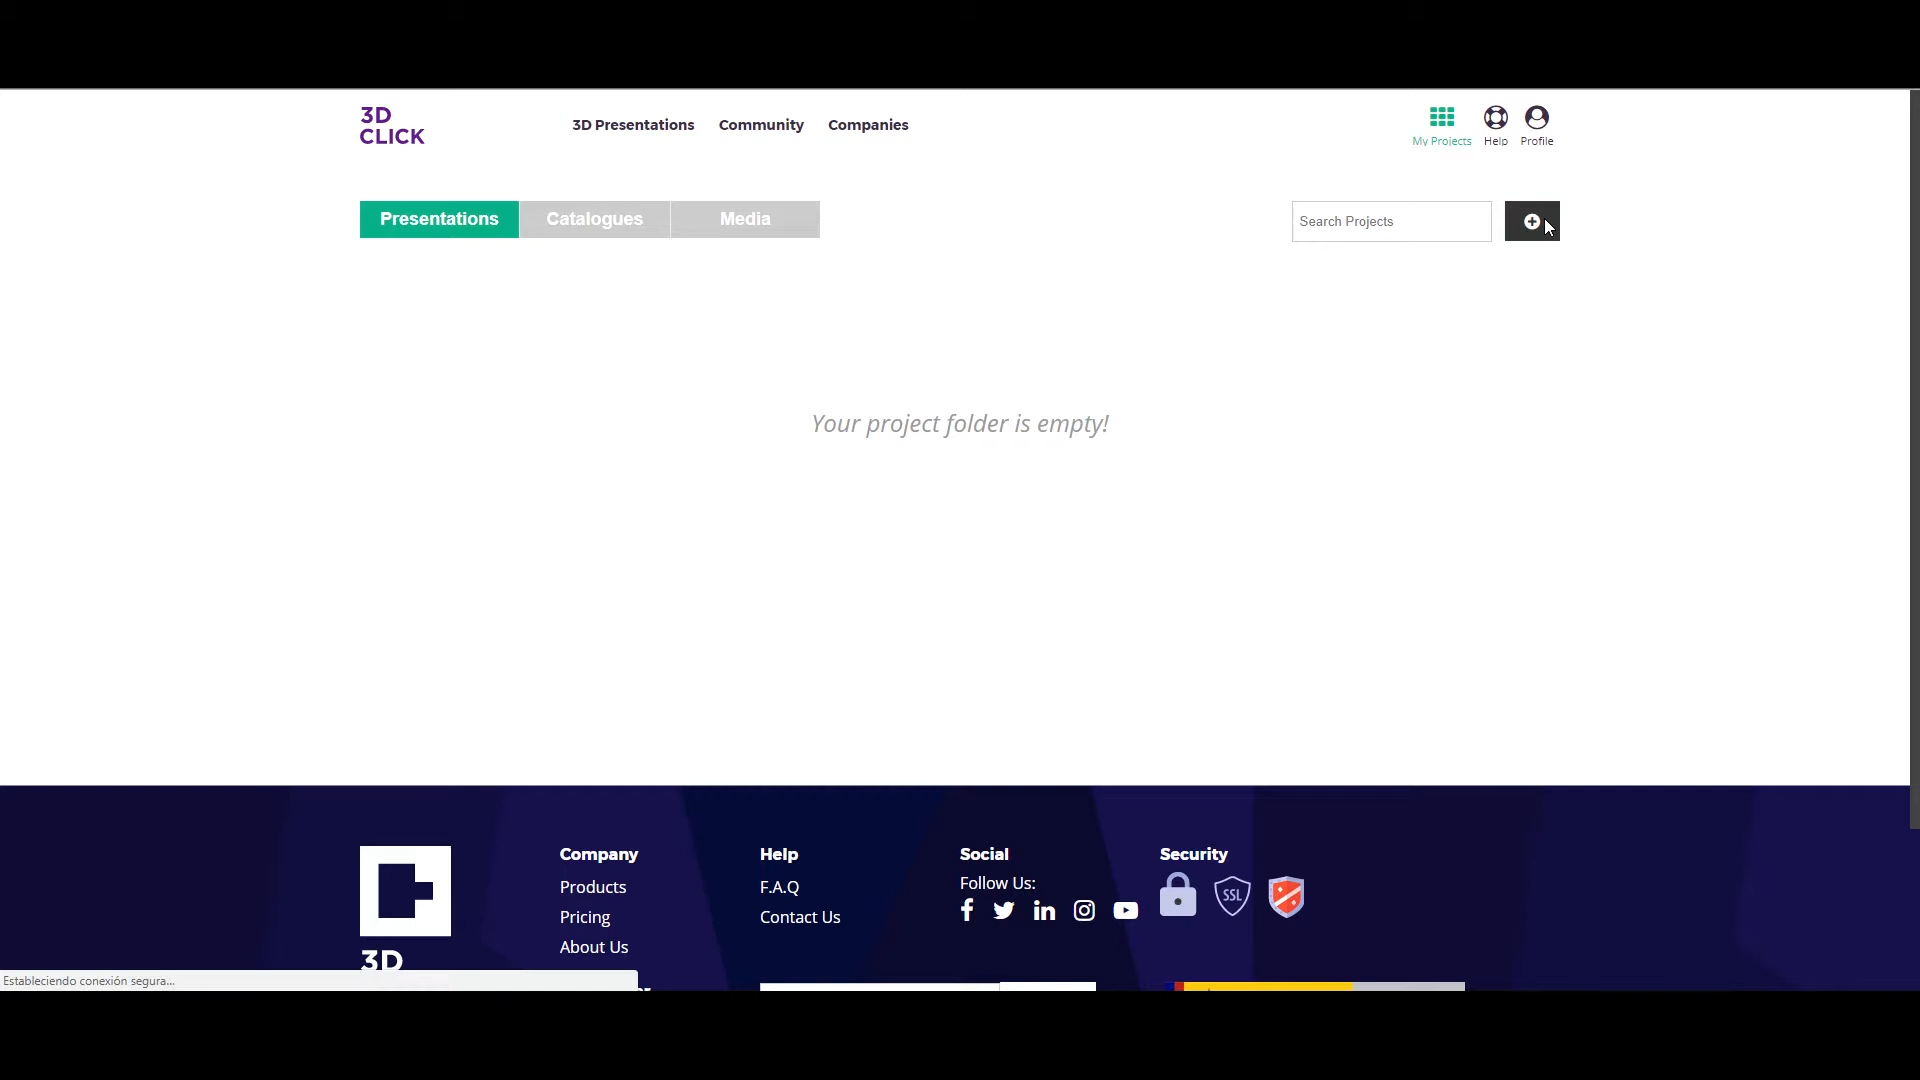 3D
CLICK
3D Presentations
Community
Companies
My Projects
Help
Profile
Presentations
Catalogues
Media
Search Projects
Your project folder is empty!
3D
Company
Products
Pricing
About Us
Help
F.A.Q
Contact Us
Social
Follow Us:
Security
SSL
Estableciendo conexión segura...